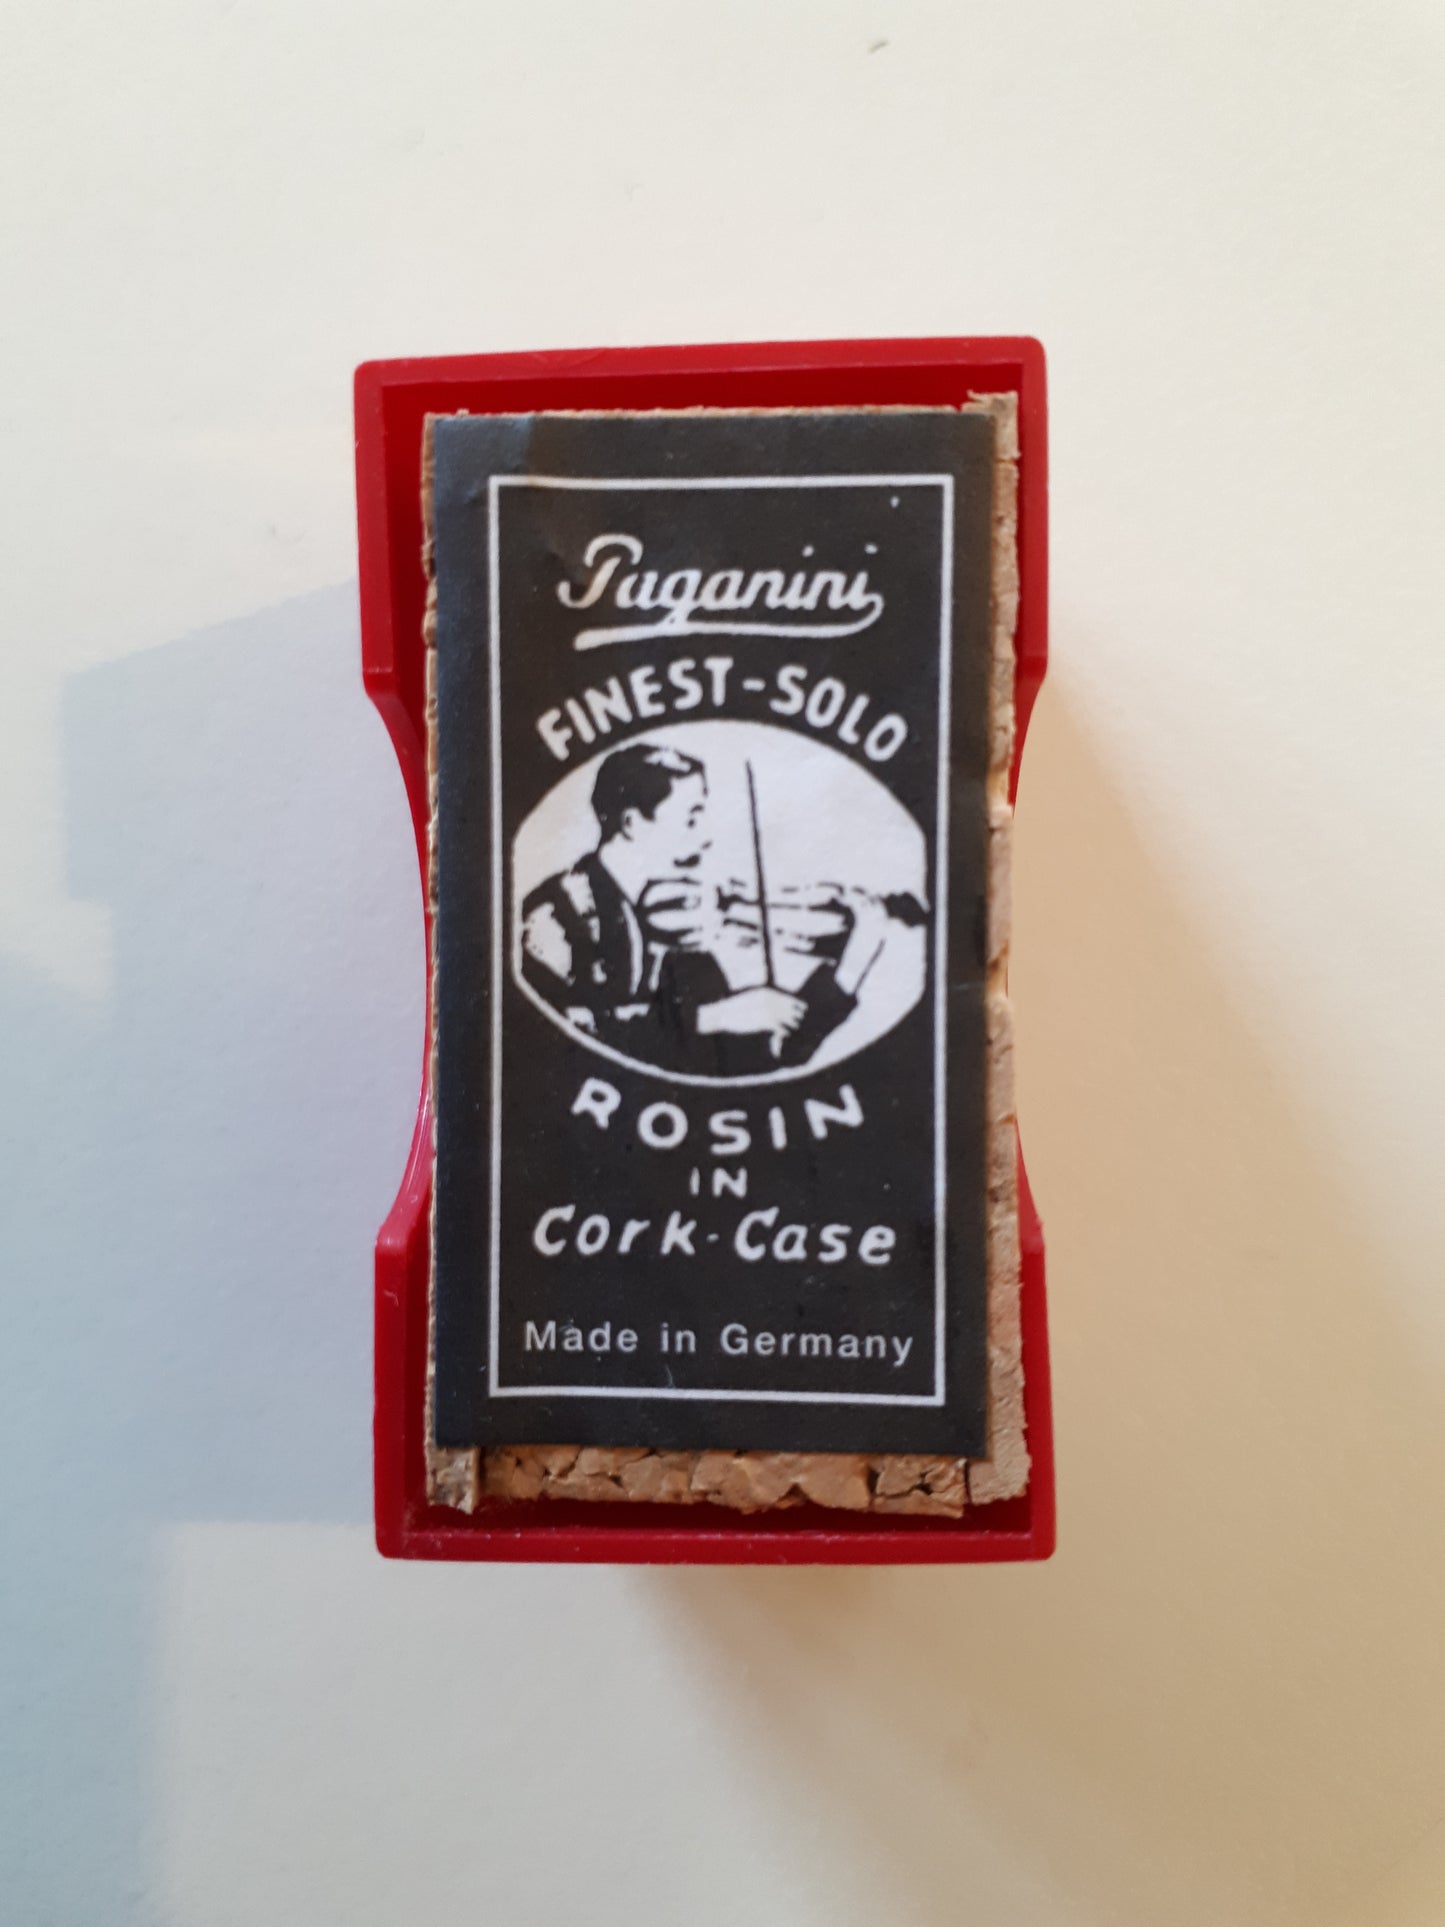 Paganini
FINEST-SOLO
ROSIN
IN
Cork-Case
Made in Germany